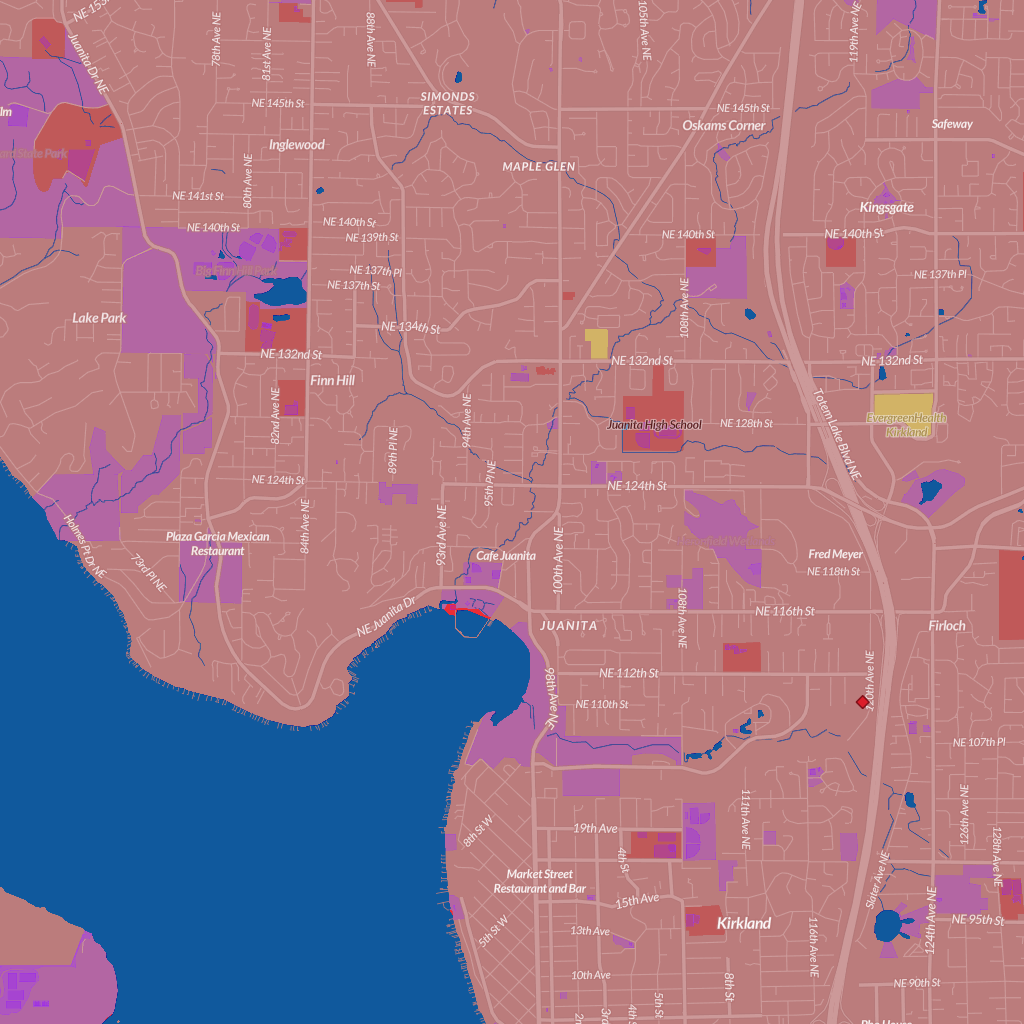 NE 153r
Juanita Dr NE
78th Ave NE
81st Ave NE
88th Ave NE
105th Ave NE
119th Ave NE
NE 145th St
SIMONDS
ESTATES
NE 145th St
Oskams Corner
Safeway
Inglewood
MAPLE GLEN
State Park
80th Ave NE
NE 141st St
Kingsgate
NE 140th St
NE 140th St
NE 139th St
NE 140th St
NE 140th St
Big Finn Hill Park
NE 137th Pl
NE 137th St
NE 137th Pl
108th Ave NE
Lake Park
NE 134th St
NE 132nd St
NE 132nd St
NE 132nd St
Finn Hill
82nd Ave NE
94th Ave NE
Totem Lake Blvd NE
Juanita High School
NE 128th St
EvergreenHealth
Kirkland
89th Pl NE
95th Pl NE
NE 124th St
NE 124th St
84th Ave NE
93rd Ave NE
100th Ave NE
Holmes Pt Dr NE
73rd Pl NE
Plaza Garcia Mexican
Restaurant
Cafe Juanita
Fred Meyer
NE 118th St
108th Ave NE
NE Juanita Dr
JUANITA
NE 116th St
Firloch
NE 112th St
98th Ave NE
120th Ave NE
NE 110th St
NE 107th Pl
111th Ave NE
126th Ave NE
128th Ave NE
8th St W
19th Ave
4th St
Market Street
Restaurant and Bar
Slater Ave NE
15th Ave
5th St W
13th Ave
Kirkland
116th Ave NE
124th Ave NE
NE 95th St
10th Ave
8th St
NE 90th St
5th St
4th St
3rd
2n